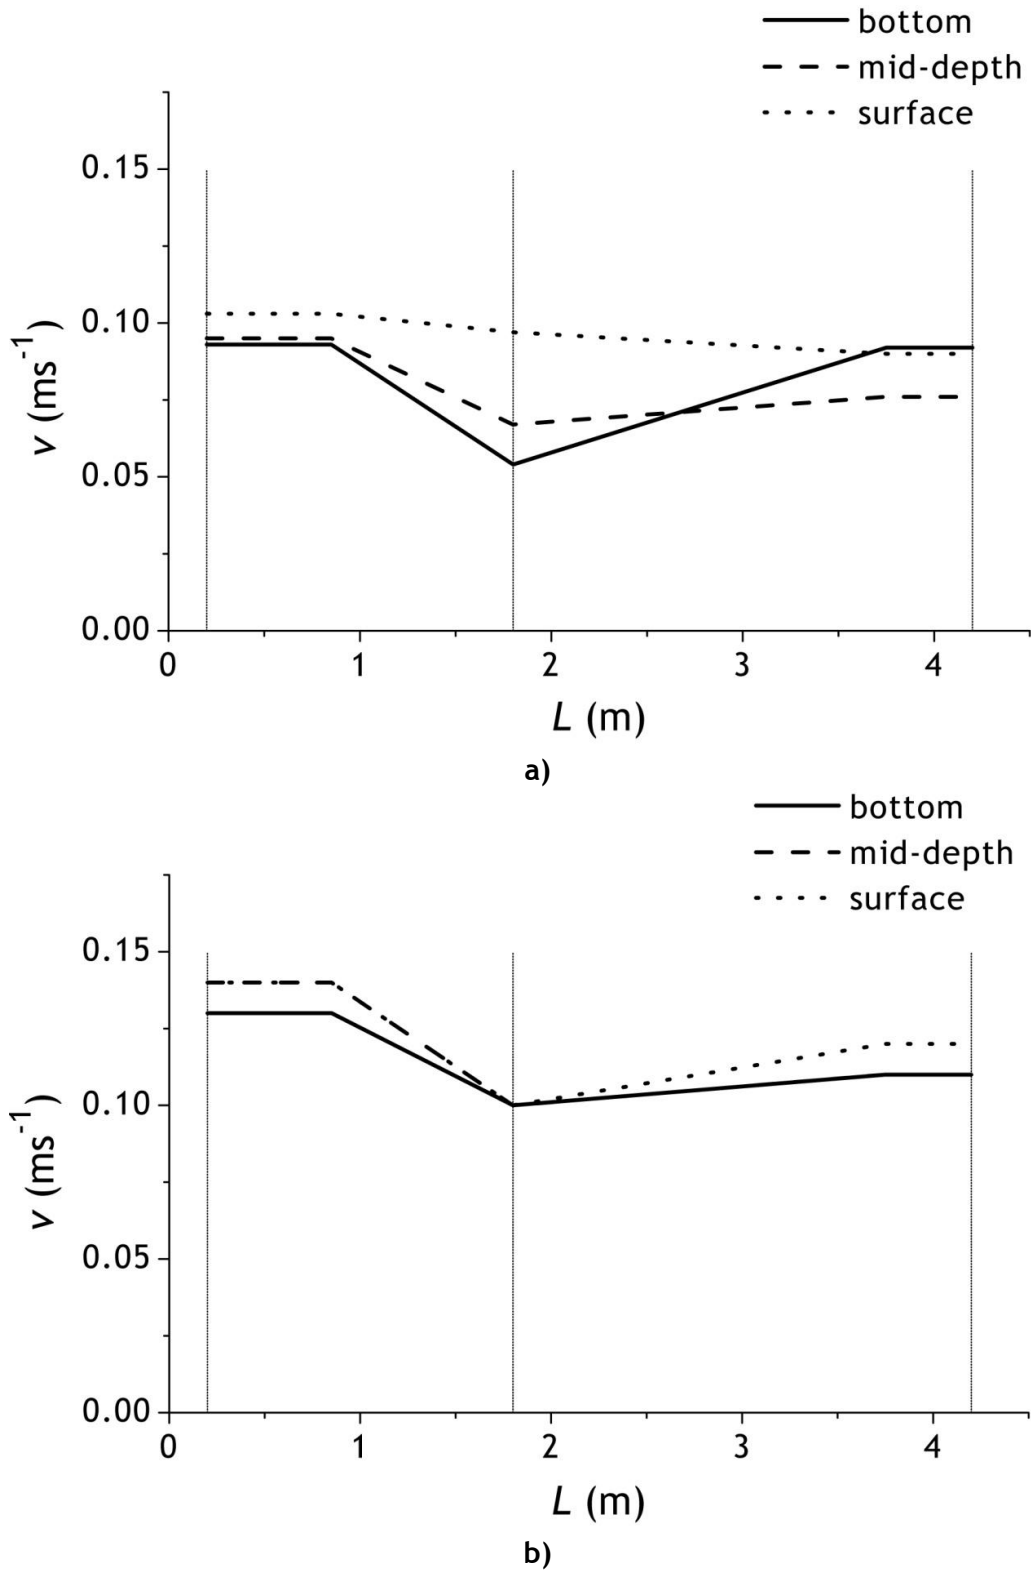 bottom
mid-depth
surface
0.15
0.10
0.05
0.00
v (ms⁻¹)
0 1 2 3 4
L (m)
a)
bottom
mid-depth
surface
0.15
0.10
0.05
0.00
v (ms⁻¹)
0 1 2 3 4
L (m)
b)